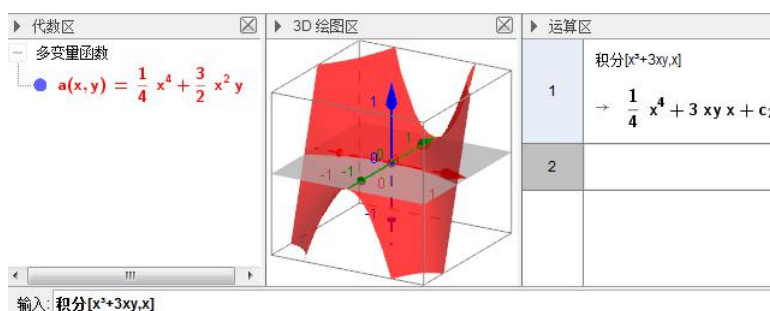 代数区
多变量函数
a(x,y) = 1/4 x⁴ + 3/2 x² y
3D 绘图区
1
1
0
0
-1
-1
0
1
-1
运算区
1
积分[x³+3xy,x]
→ 1/4 x⁴ + 3 xy x + c
2
输入: 积分[x³+3xy,x]